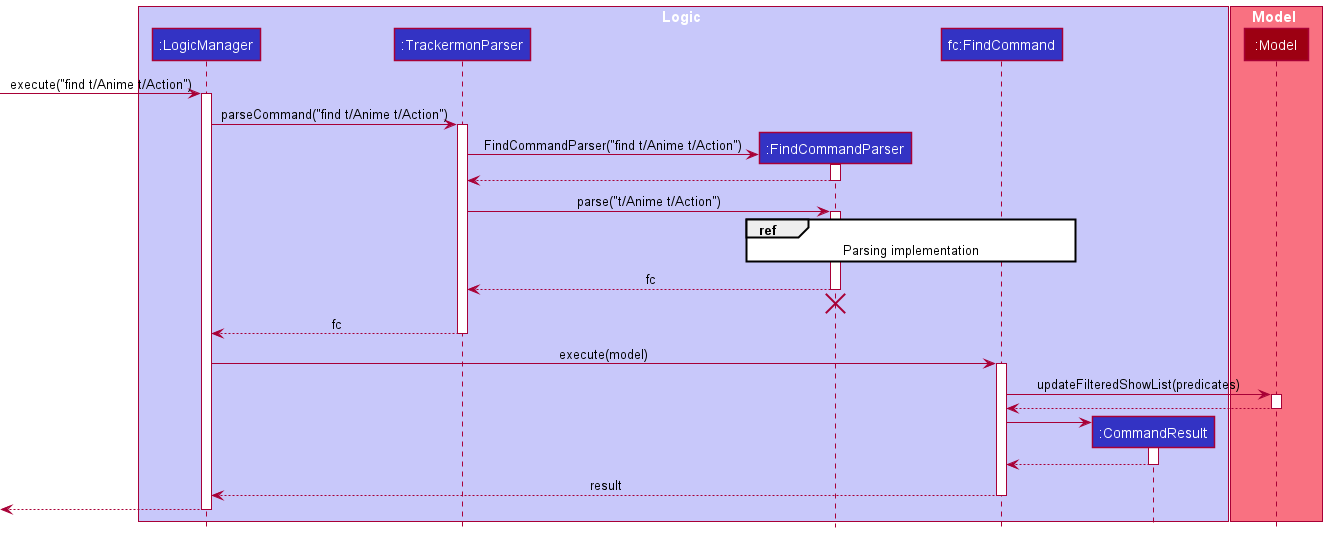 Logic
Model
:LogicManager
:TrackermonParser
fc:FindCommand
:Model
execute("find t/Anime t/Action")
parseCommand("find t/Anime t/Action")
FindCommandParser("find t/Anime t/Action")
:FindCommandParser
parse("t/Anime t/Action")
ref
Parsing implementation
fc
fc
execute(model)
updateFilteredShowList(predicates)
:CommandResult
result